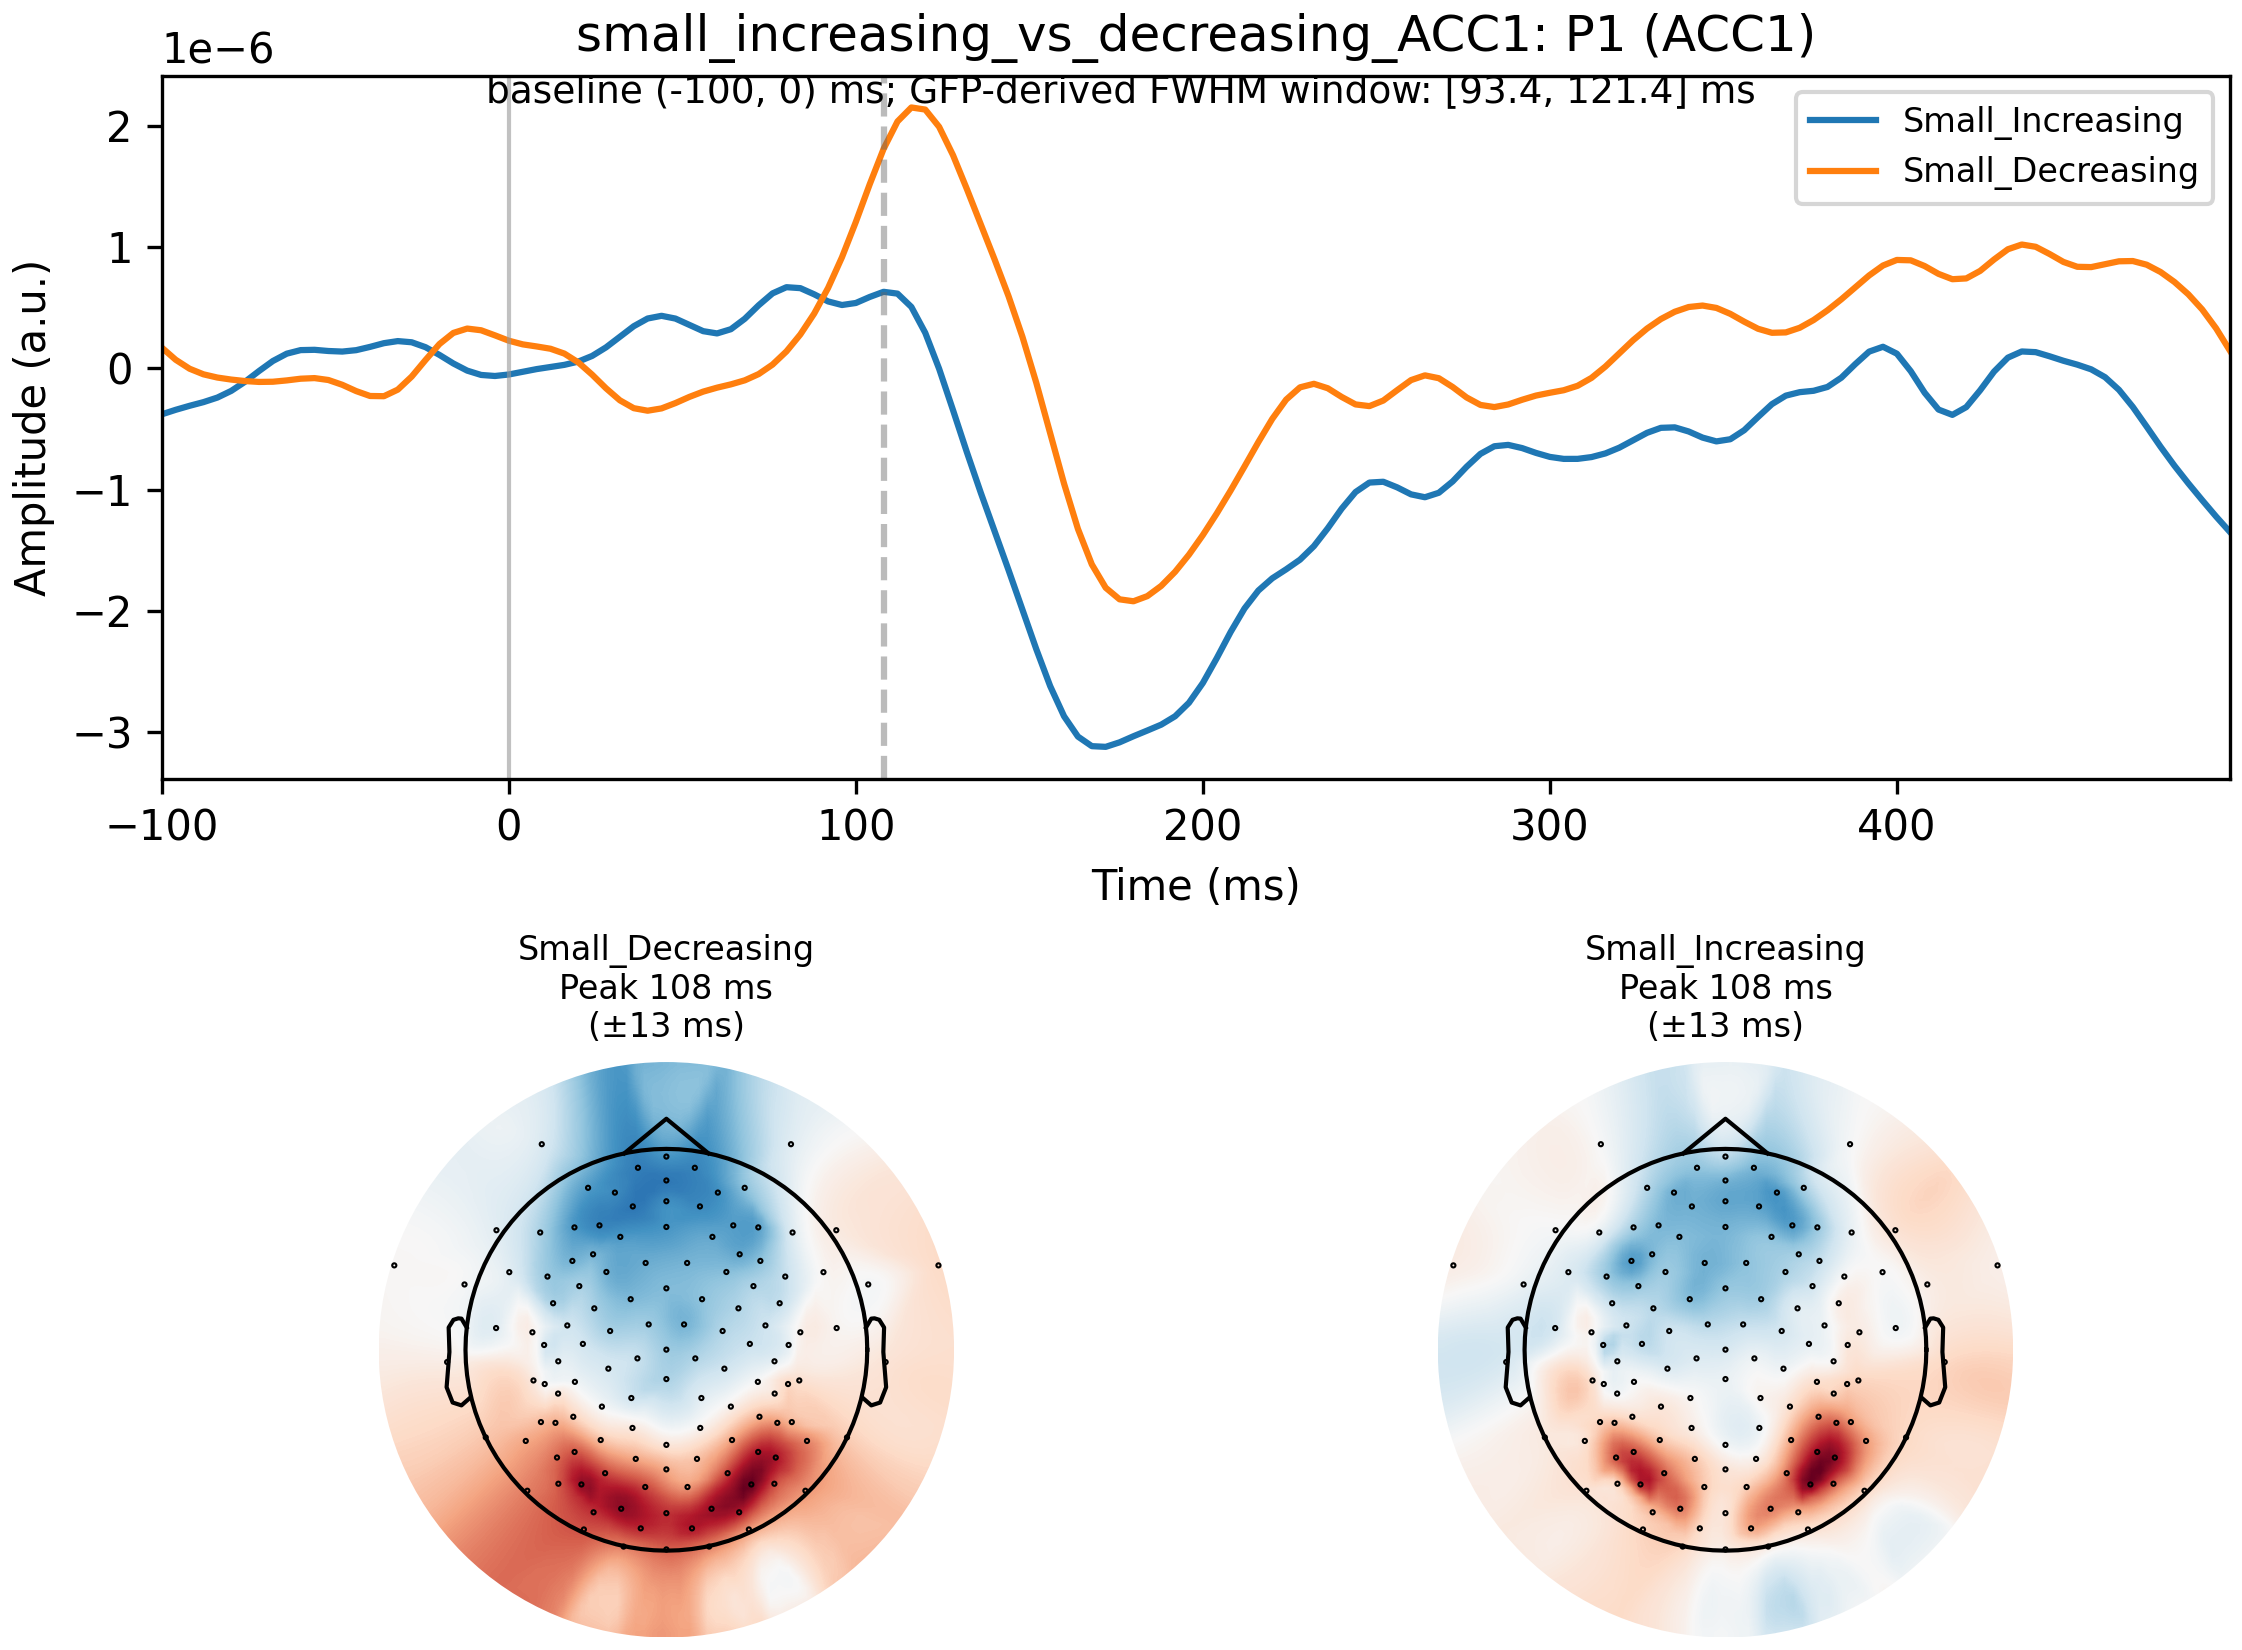 small_increasing_vs_decreasing_ACC1: P1 (ACC1)
1e−6
baseline (-100, 0) ms; GFP-derived FWHM window: [93.4, 121.4] ms
Small_Increasing
Small_Decreasing
2
1
0
−1
−2
−3
Amplitude (a.u.)
−100 0 100 200 300 400
Time (ms)
Small_Decreasing
Peak 108 ms
(±13 ms)
Small_Increasing
Peak 108 ms
(±13 ms)